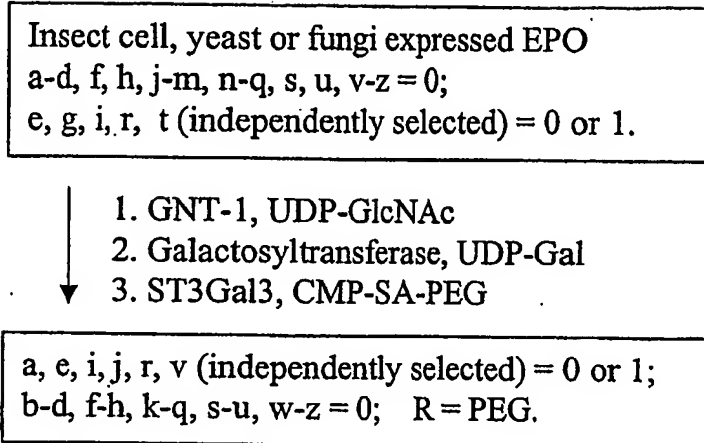 Insect cell, yeast or fungi expressed EPO
a-d, f, h, j-m, n-q, s, u, v-z = 0;
e, g, i, r, t (independently selected) = 0 or 1.
1. GNT-1, UDP-GlcNAc
2. Galactosyltransferase, UDP-Gal
3. ST3Gal3, CMP-SA-PEG
a, e, i, j, r, v (independently selected) = 0 or 1;
b-d, f-h, k-q, s-u, w-z = 0; R = PEG.